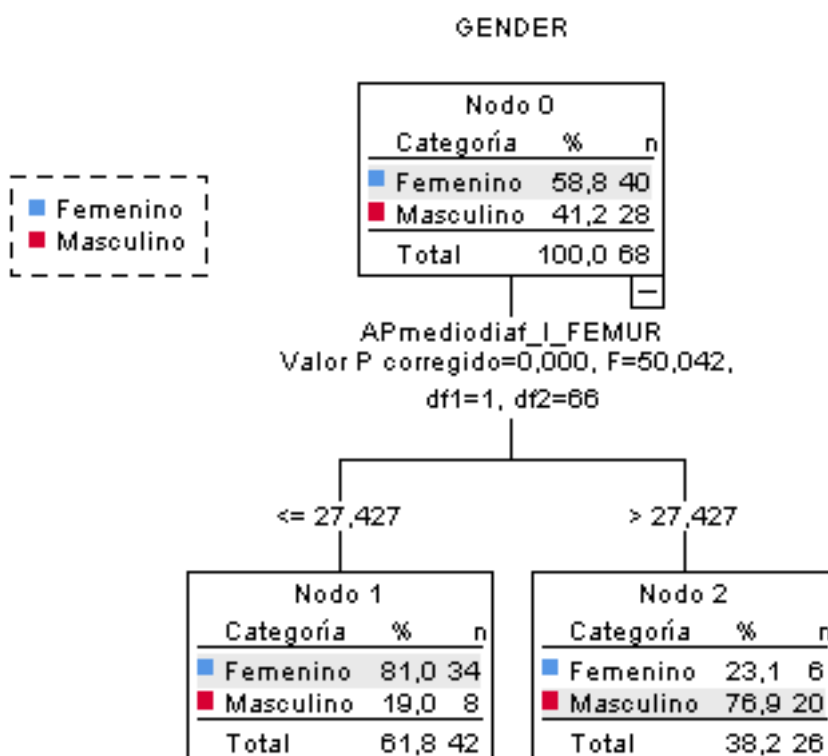 GENDER
Femenino
Masculino
Nodo 0
Categoría % n
Femenino 58,8 40
Masculino 41,2 28
Total 100,0 68
APmediodiaf_I_FEMUR
Valor P corregido=0,000, F=50,042,
df1=1, df2=66
<= 27,427
> 27,427
Nodo 1
Categoría % n
Femenino 81,0 34
Masculino 19,0 8
Total 61,8 42
Nodo 2
Categoría % n
Femenino 23,1 6
Masculino 76,9 20
Total 38,2 26